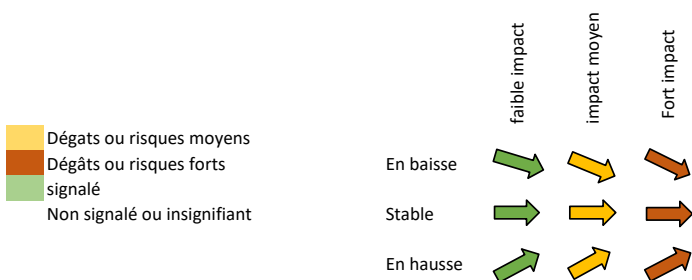 faible impact
impact moyen
Fort impact
Dégats ou risques moyens
Dégâts ou risques forts
signalé
Non signalé ou insignifiant
En baisse
Stable
En hausse